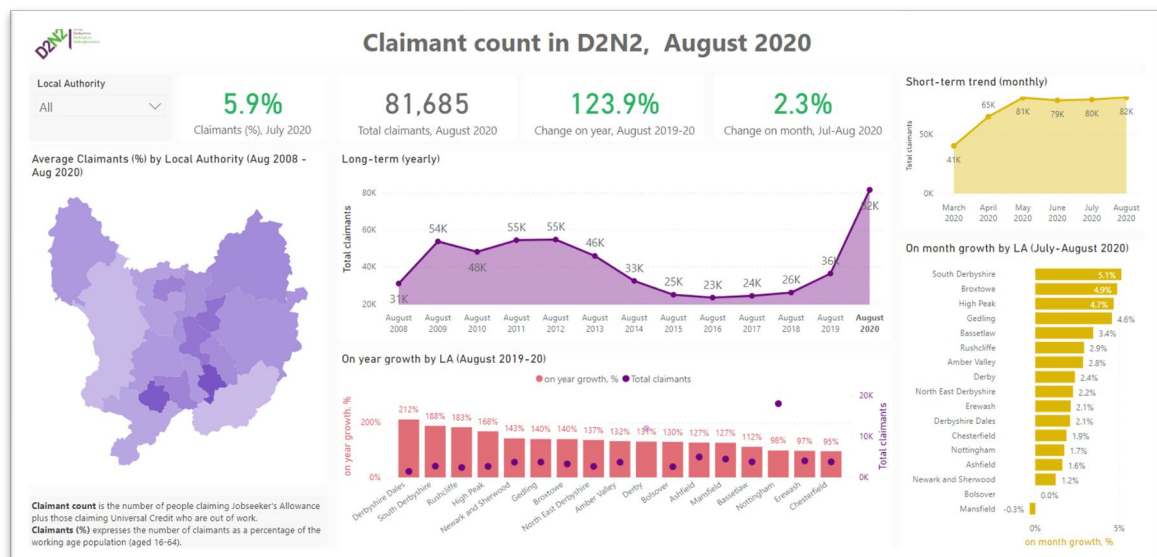 D2N2
Claimant count in D2N2, August 2020
Local Authority
All
5.9%
Claimants (%), July 2020
81,685
Total claimants, August 2020
123.9%
Change on year, August 2019-20
2.3%
Change on month, Jul-Aug 2020
Short-term trend (monthly)
Total claimants
50K
0K
41K
65K
81K
79K
80K
82K
March 2020
April 2020
May 2020
June 2020
July 2020
August 2020
Average Claimants (%) by Local Authority (Aug 2008 -
Aug 2020)
Long-term (yearly)
Total claimants
80K
60K
40K
20K
31K
54K
48K
55K
55K
46K
33K
25K
23K
24K
26K
36K
82K
August 2008
August 2009
August 2010
August 2011
August 2012
August 2013
August 2014
August 2015
August 2016
August 2017
August 2018
August 2019
August 2020
On year growth by LA (August 2019-20)
on year growth, %
Total claimants
on year growth, %
200%
0%
212%
188%
183%
168%
143%
140%
140%
137%
132%
131%
130%
127%
127%
112%
98%
97%
95%
20K
10K
0K
Total claimants
Derbyshire Dales
South Derbyshire
Rushcliffe
High Peak
Newark and Sherwood
Gedling
Broxtowe
North East Derbyshire
Amber Valley
Derby
Bolsover
Ashfield
Mansfield
Bassetlaw
Nottingham
Erewash
Chesterfield
On month growth by LA (July-August 2020)
South Derbyshire 5.1%
Broxtowe 4.9%
High Peak 4.7%
Gedling 4.6%
Bassetlaw 3.4%
Rushcliffe 2.9%
Amber Valley 2.8%
Derby 2.4%
North East Derbyshire 2.2%
Erewash 2.1%
Derbyshire Dales 2.1%
Chesterfield 1.9%
Nottingham 1.7%
Ashfield 1.6%
Newark and Sherwood 1.2%
Bolsover 0.0%
Mansfield -0.3%
0%
5%
on month growth, %
Claimant count is the number of people claiming Jobseeker's Allowance
plus those claiming Universal Credit who are out of work.
Claimants (%) expresses the number of claimants as a percentage of the
working age population (aged 16-64).